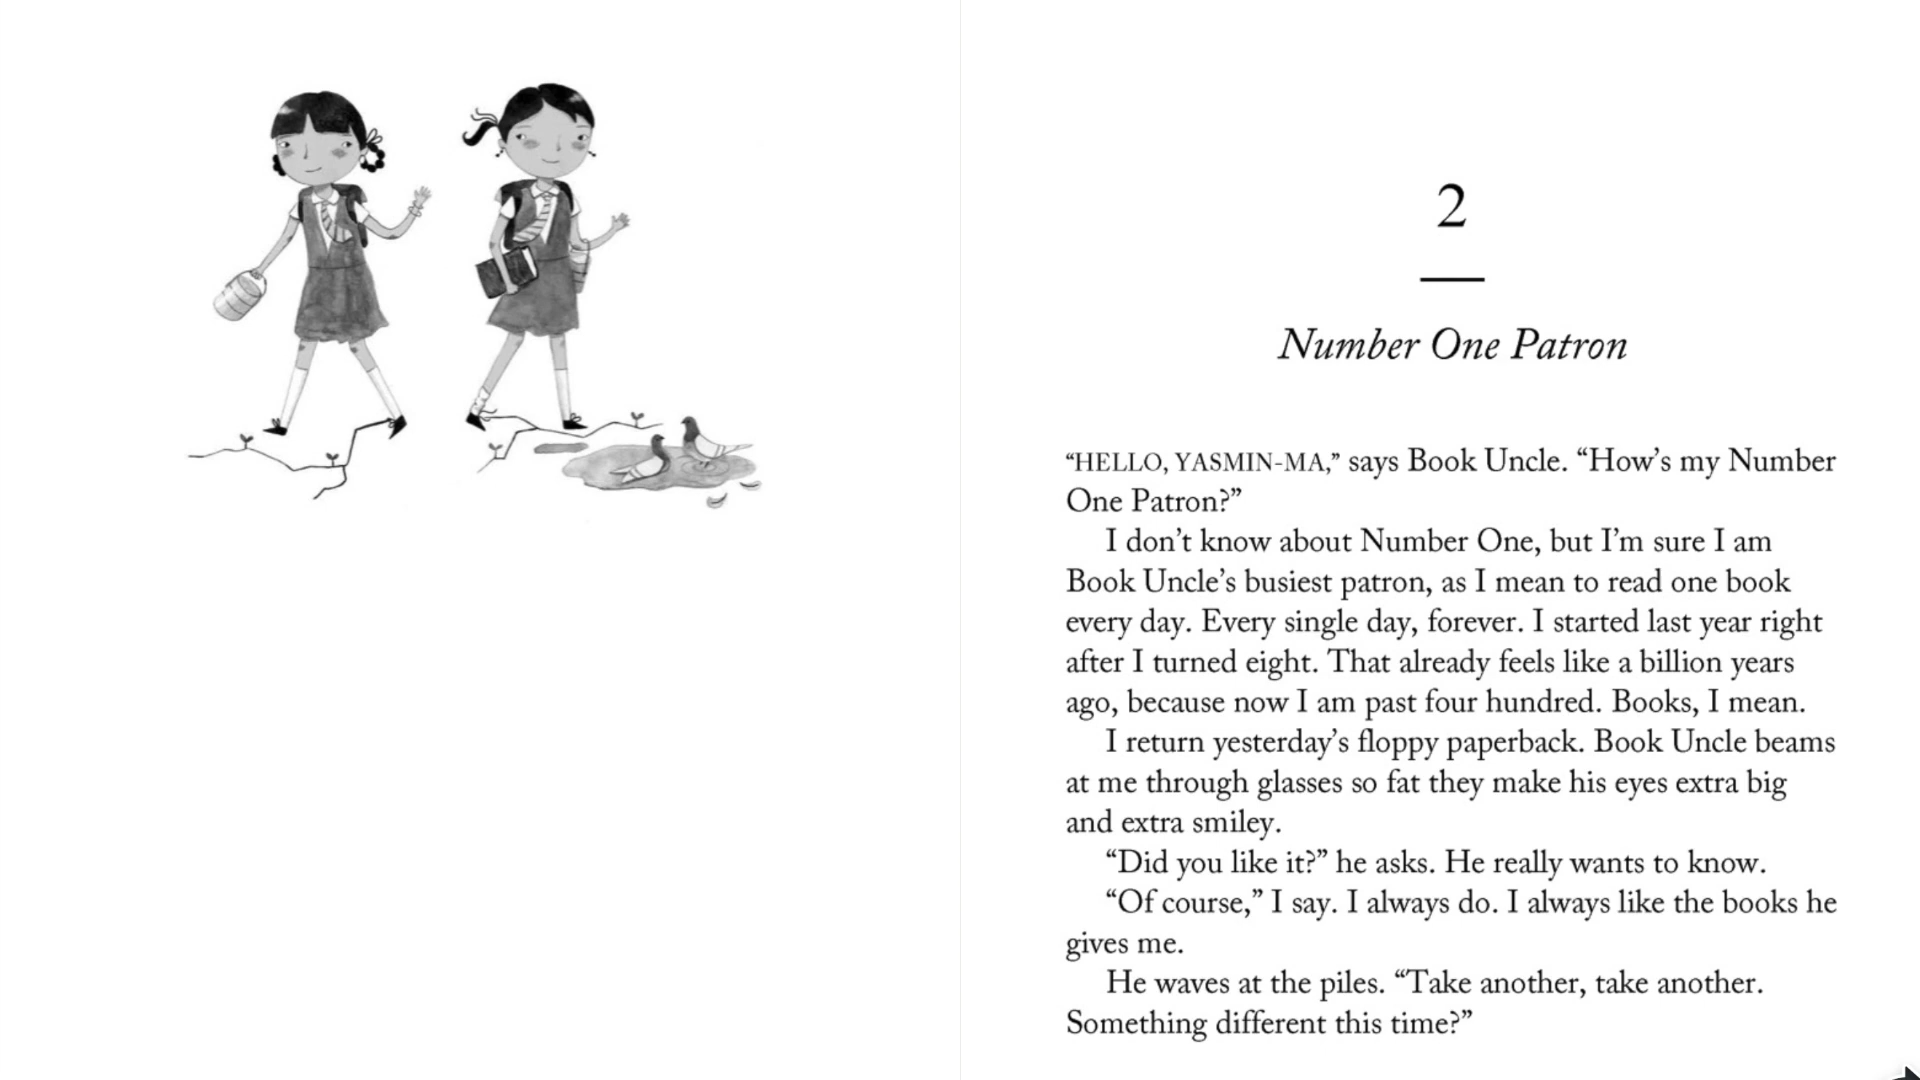 2
Number One Patron
“HELLO, YASMIN-MA,” says Book Uncle. “How’s my Number
One Patron?”
I don’t know about Number One, but I’m sure I am
Book Uncle’s busiest patron, as I mean to read one book
every day. Every single day, forever. I started last year right
after I turned eight. That already feels like a billion years
ago, because now I am past four hundred. Books, I mean.
I return yesterday’s floppy paperback. Book Uncle beams
at me through glasses so fat they make his eyes extra big
and extra smiley.
“Did you like it?” he asks. He really wants to know.
“Of course,” I say. I always do. I always like the books he
gives me.
He waves at the piles. “Take another, take another.
Something different this time?”